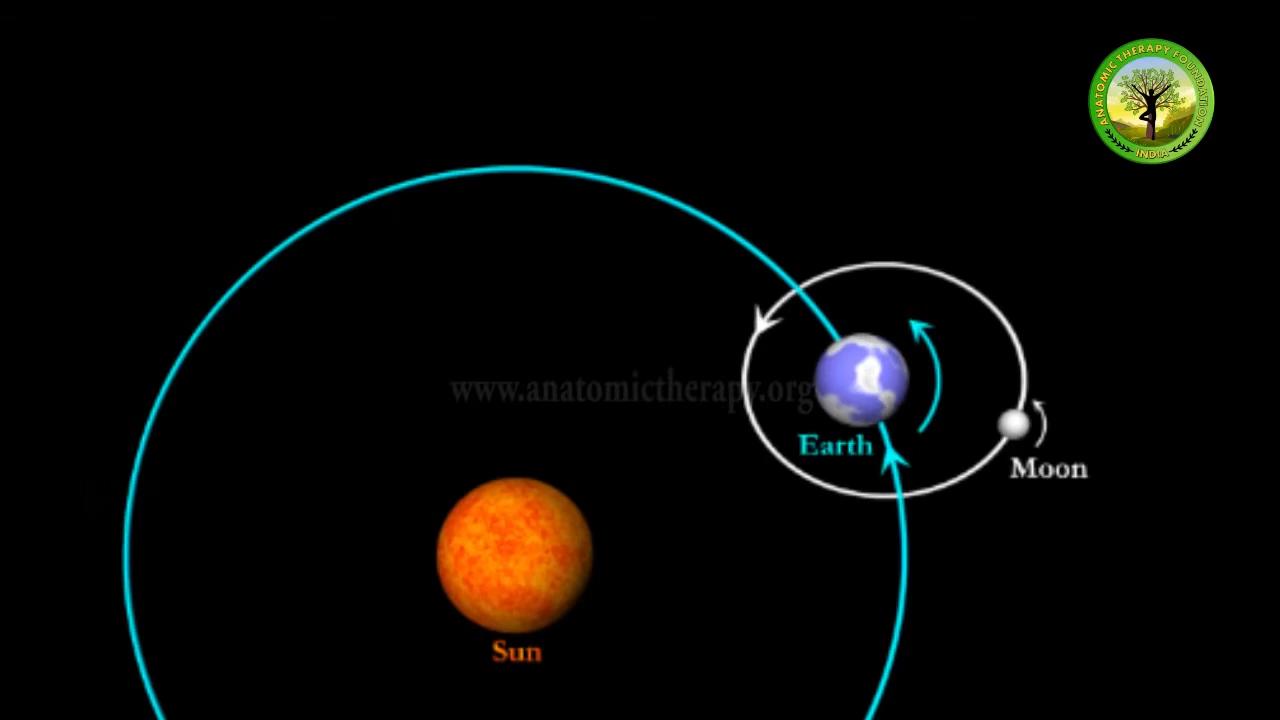 ANATOMIC THERAPY FOUNDATION
INDIA
www.anatomictherapy.org
Earth
Moon
Sun